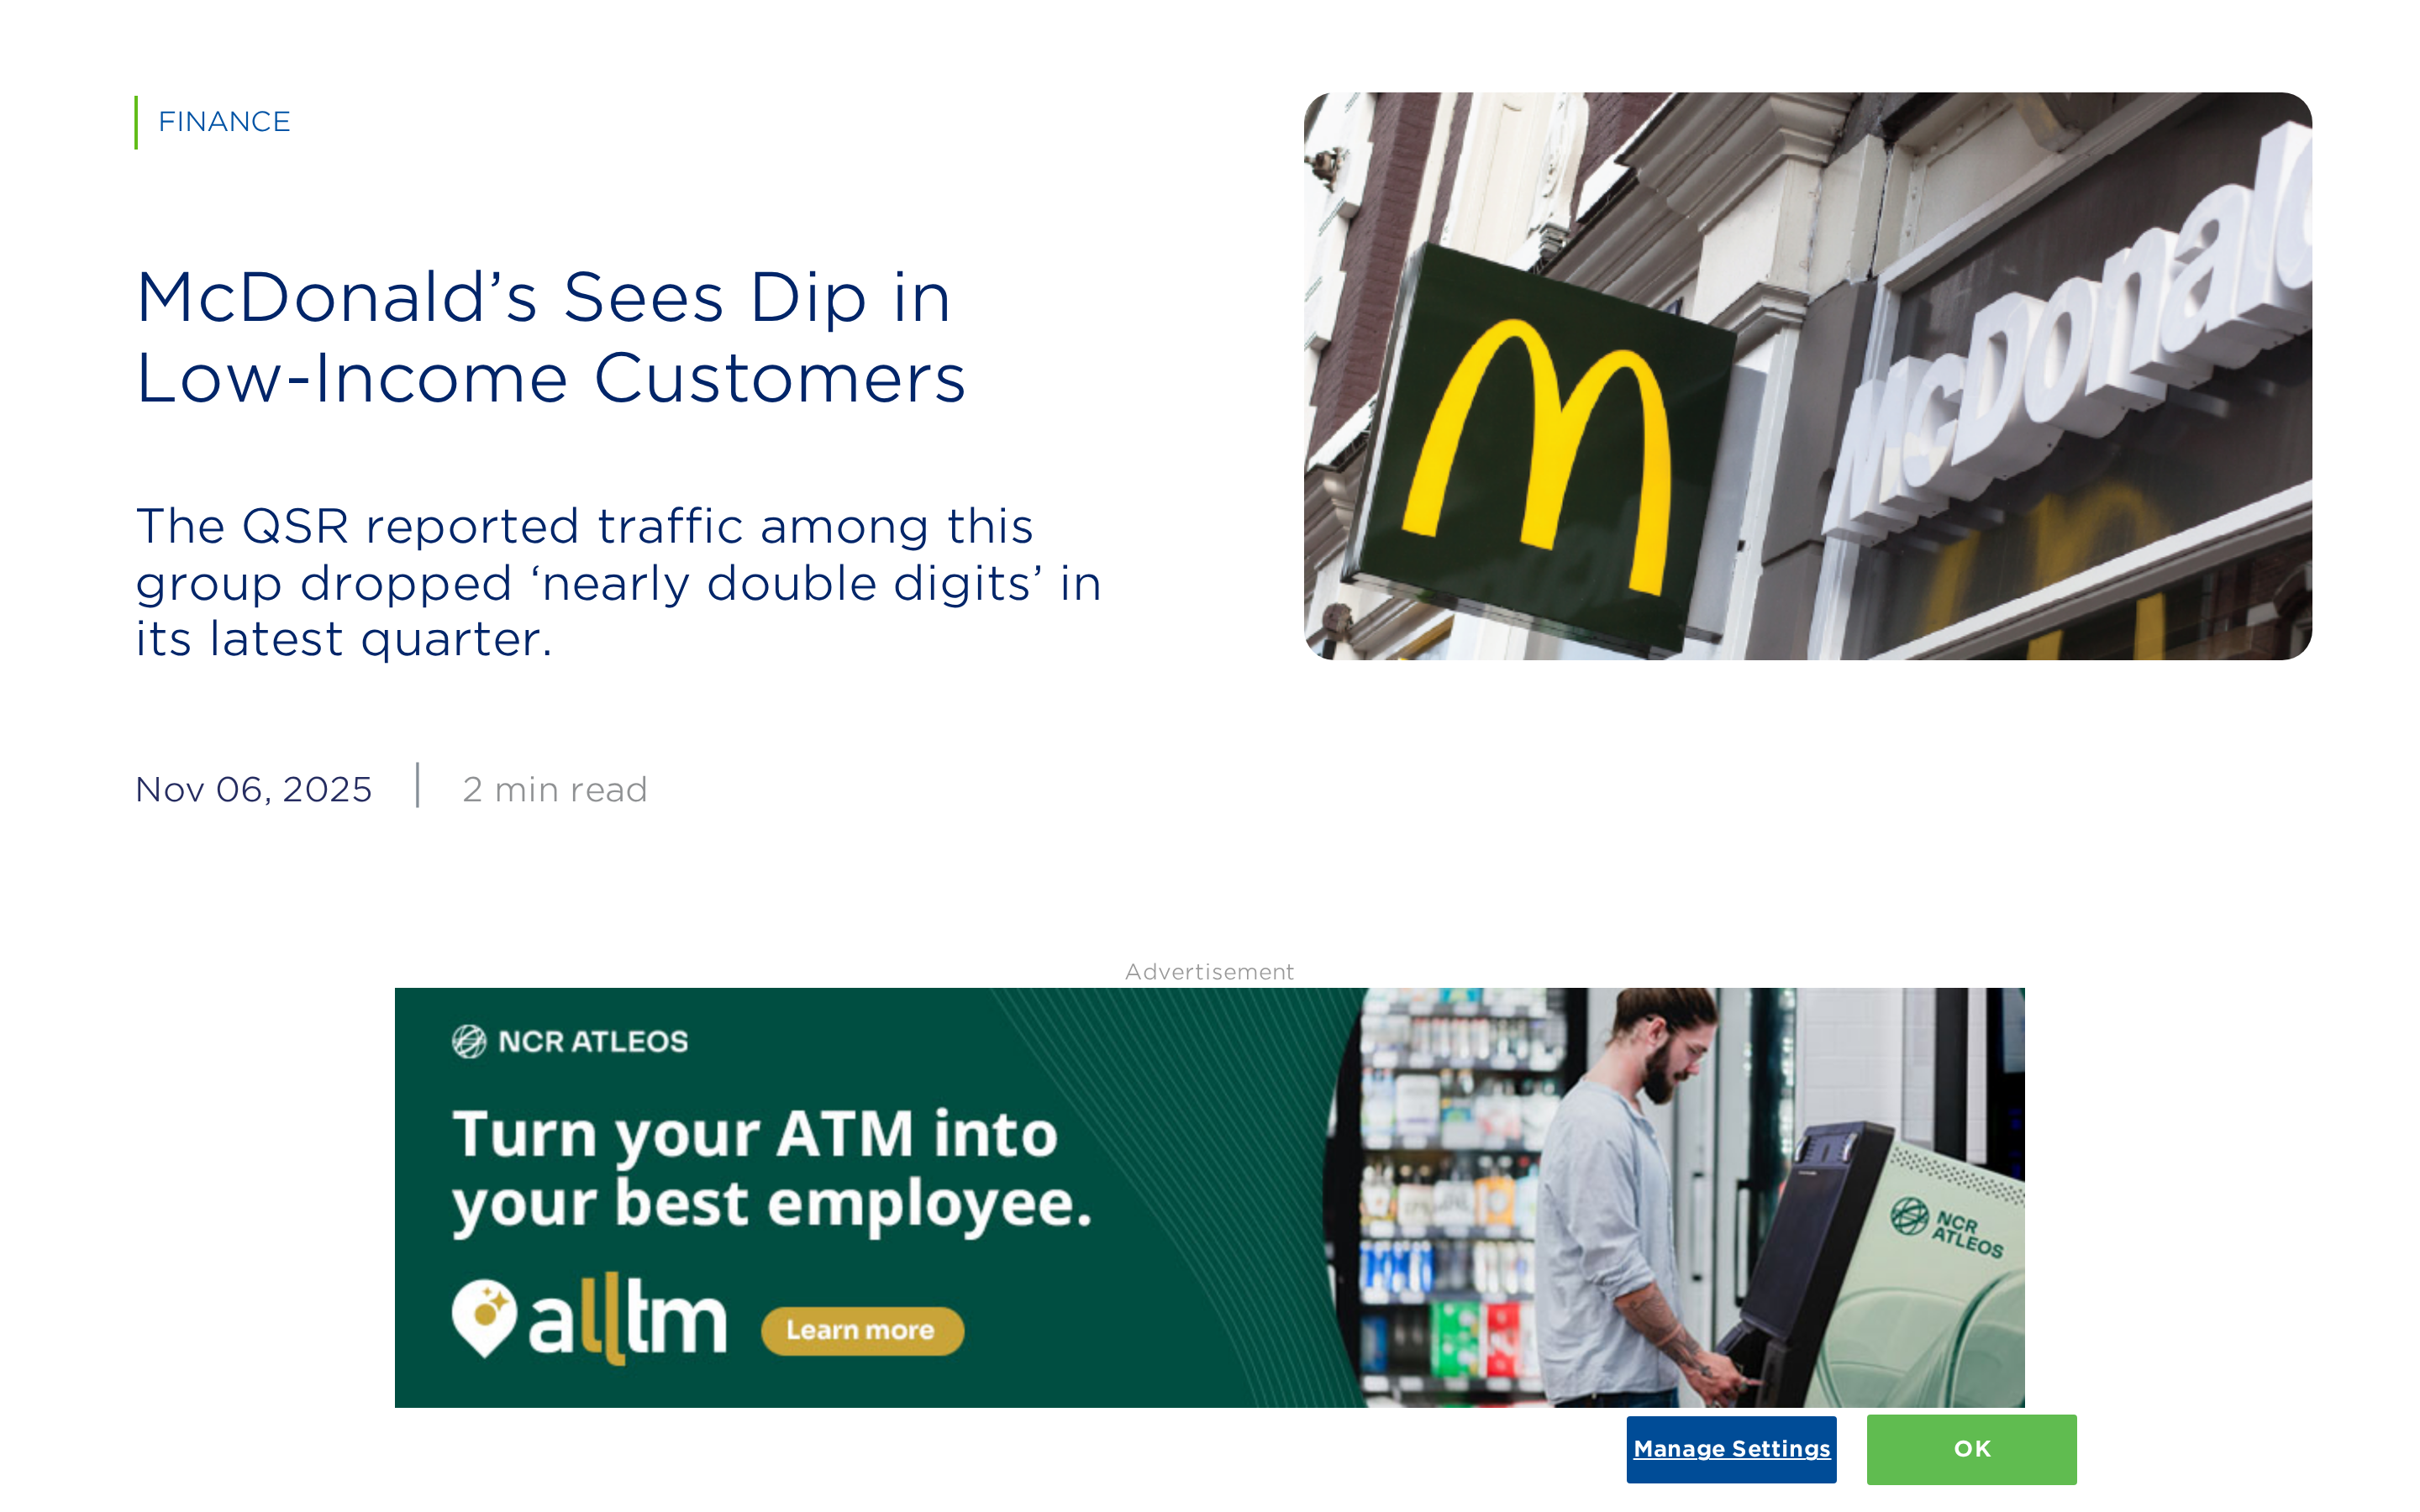 FINANCE
McDonald’s Sees Dip in
Low-Income Customers
The QSR reported traffic among this
group dropped ‘nearly double digits’ in
its latest quarter.
Nov 06, 2025
2 min read
McDonald
Advertisement
NCR ATLEOS
Turn your ATM into
your best employee.
alltm
Learn more
NCR
ATLEOS
Manage Settings
OK